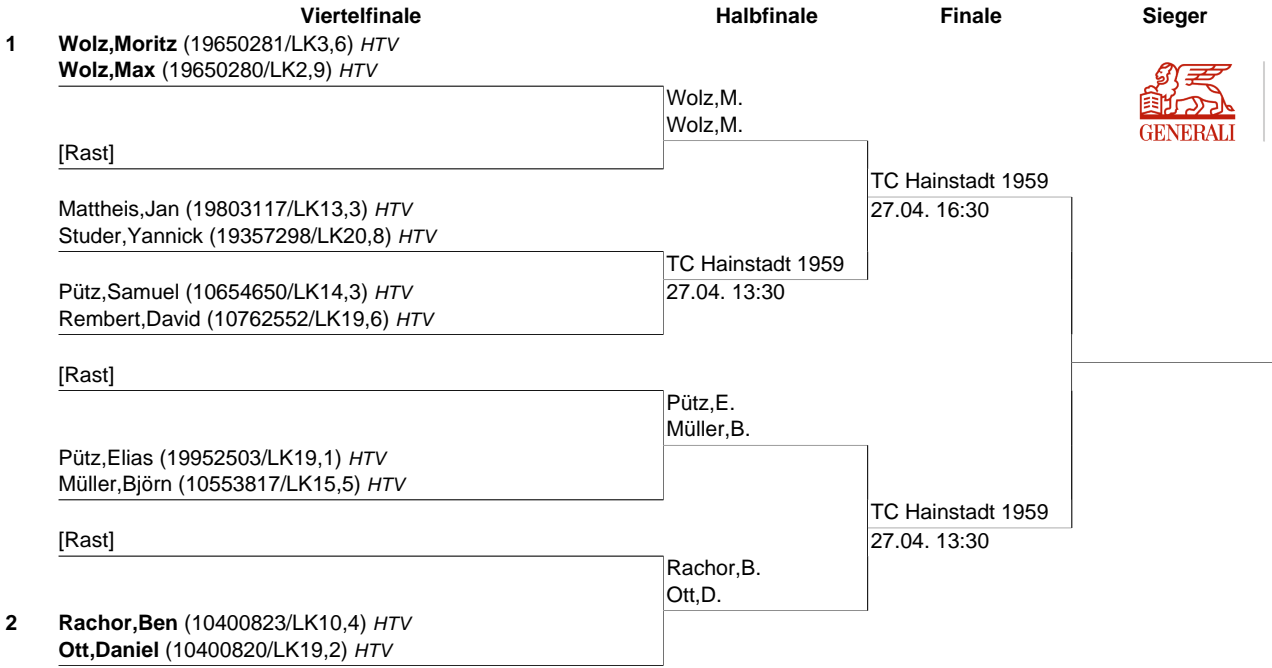 Viertelfinale Halbfinale Finale Sieger
1 Wolz,Moritz (19650281/LK3,6) HTV
Wolz,Max (19650280/LK2,9) HTV
GENERALI
Wolz,M.
Wolz,M.
[Rast]
TC Hainstadt 1959
Mattheis,Jan (19803117/LK13,3) HTV 27.04. 16:30
Studer,Yannick (19357298/LK20,8) HTV
TC Hainstadt 1959
Pütz,Samuel (10654650/LK14,3) HTV 27.04. 13:30
Rembert,David (10762552/LK19,6) HTV
[Rast]
Pütz,E.
Müller,B.
Pütz,Elias (19952503/LK19,1) HTV
Müller,Björn (10553817/LK15,5) HTV
TC Hainstadt 1959
[Rast] 27.04. 13:30
Rachor,B.
Ott,D.
2 Rachor,Ben (10400823/LK10,4) HTV
Ott,Daniel (10400820/LK19,2) HTV